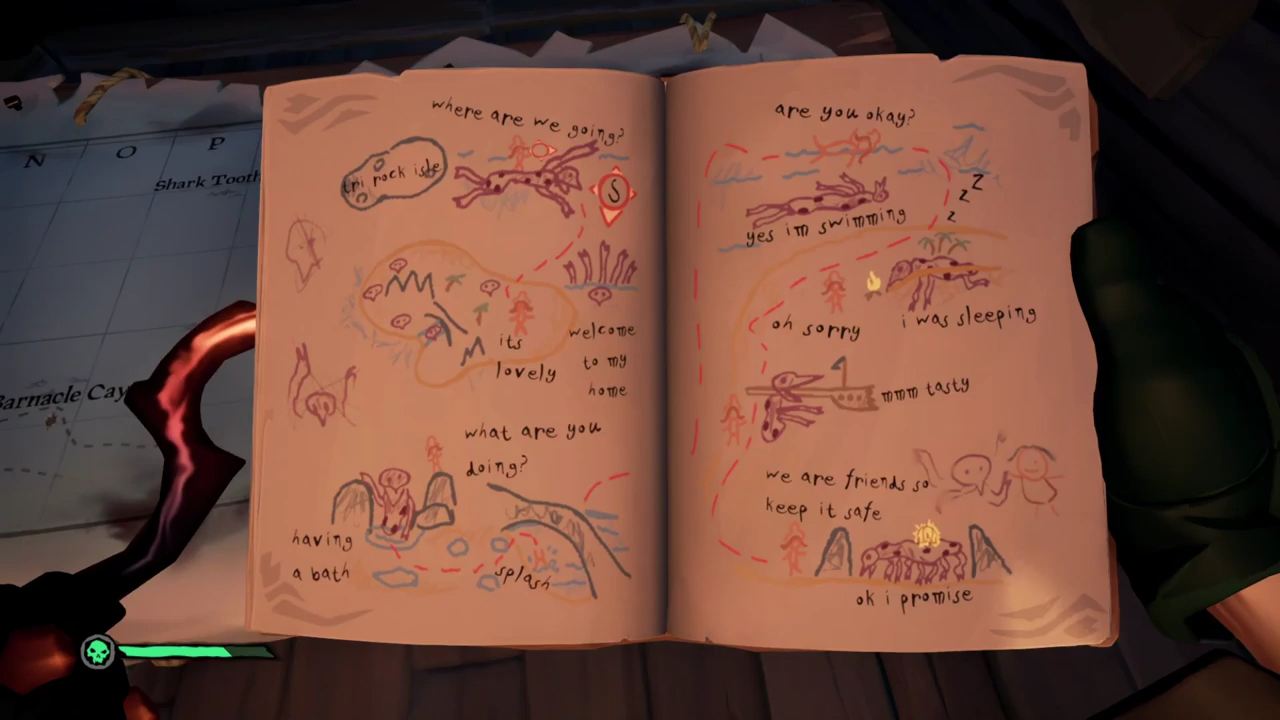 N O P
Shark Tooth
Barnacle Cay
where are we going?
tri rock isle
S
its
lovely
welcome
to my
home
what are you
doing?
having
a bath
splash
are you okay?
z z Z
yes im swimming
oh sorry
i was sleeping
mmm tasty
we are friends so
keep it safe
ok i promise